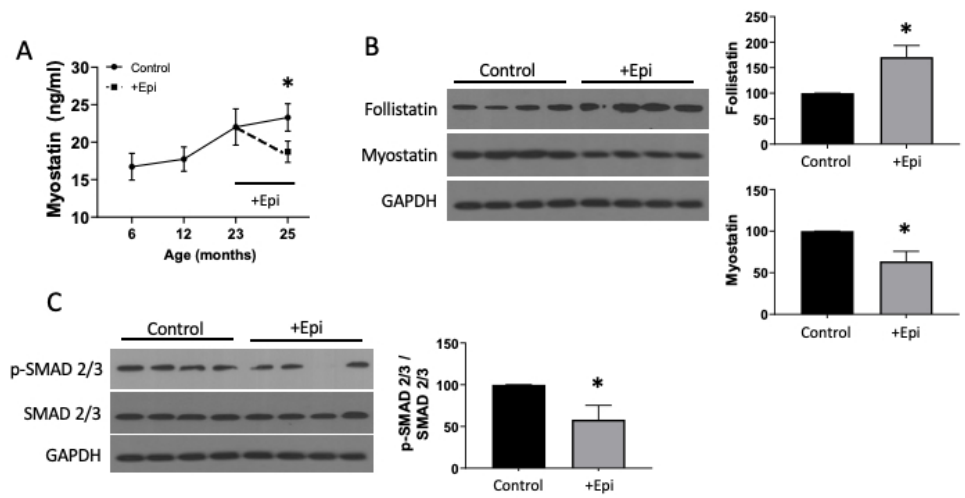 A
Myostatin (ng/ml)
30
25
20
15
10
Control
+Epi
*
+Epi
6 12 23 25
Age (months)
B
Control +Epi
Follistatin
Myostatin
GAPDH
Follistatin
250
200
150
100
50
0
*
Control +Epi
Myostatin
150
100
50
0
*
Control +Epi
C
Control +Epi
p-SMAD 2/3
SMAD 2/3
GAPDH
p-SMAD 2/3 /
SMAD 2/3
150
100
50
0
*
Control +Epi